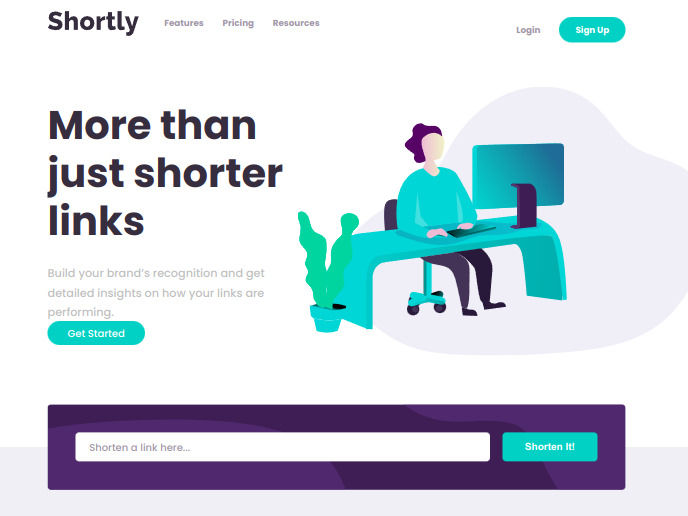 Shortly
Features Pricing Resources
Login Sign Up
More than
just shorter
links
Build your brand's recognition and get
detailed insights on how your links are
performing.
Get Started
Shorten a link here...
Shorten It!